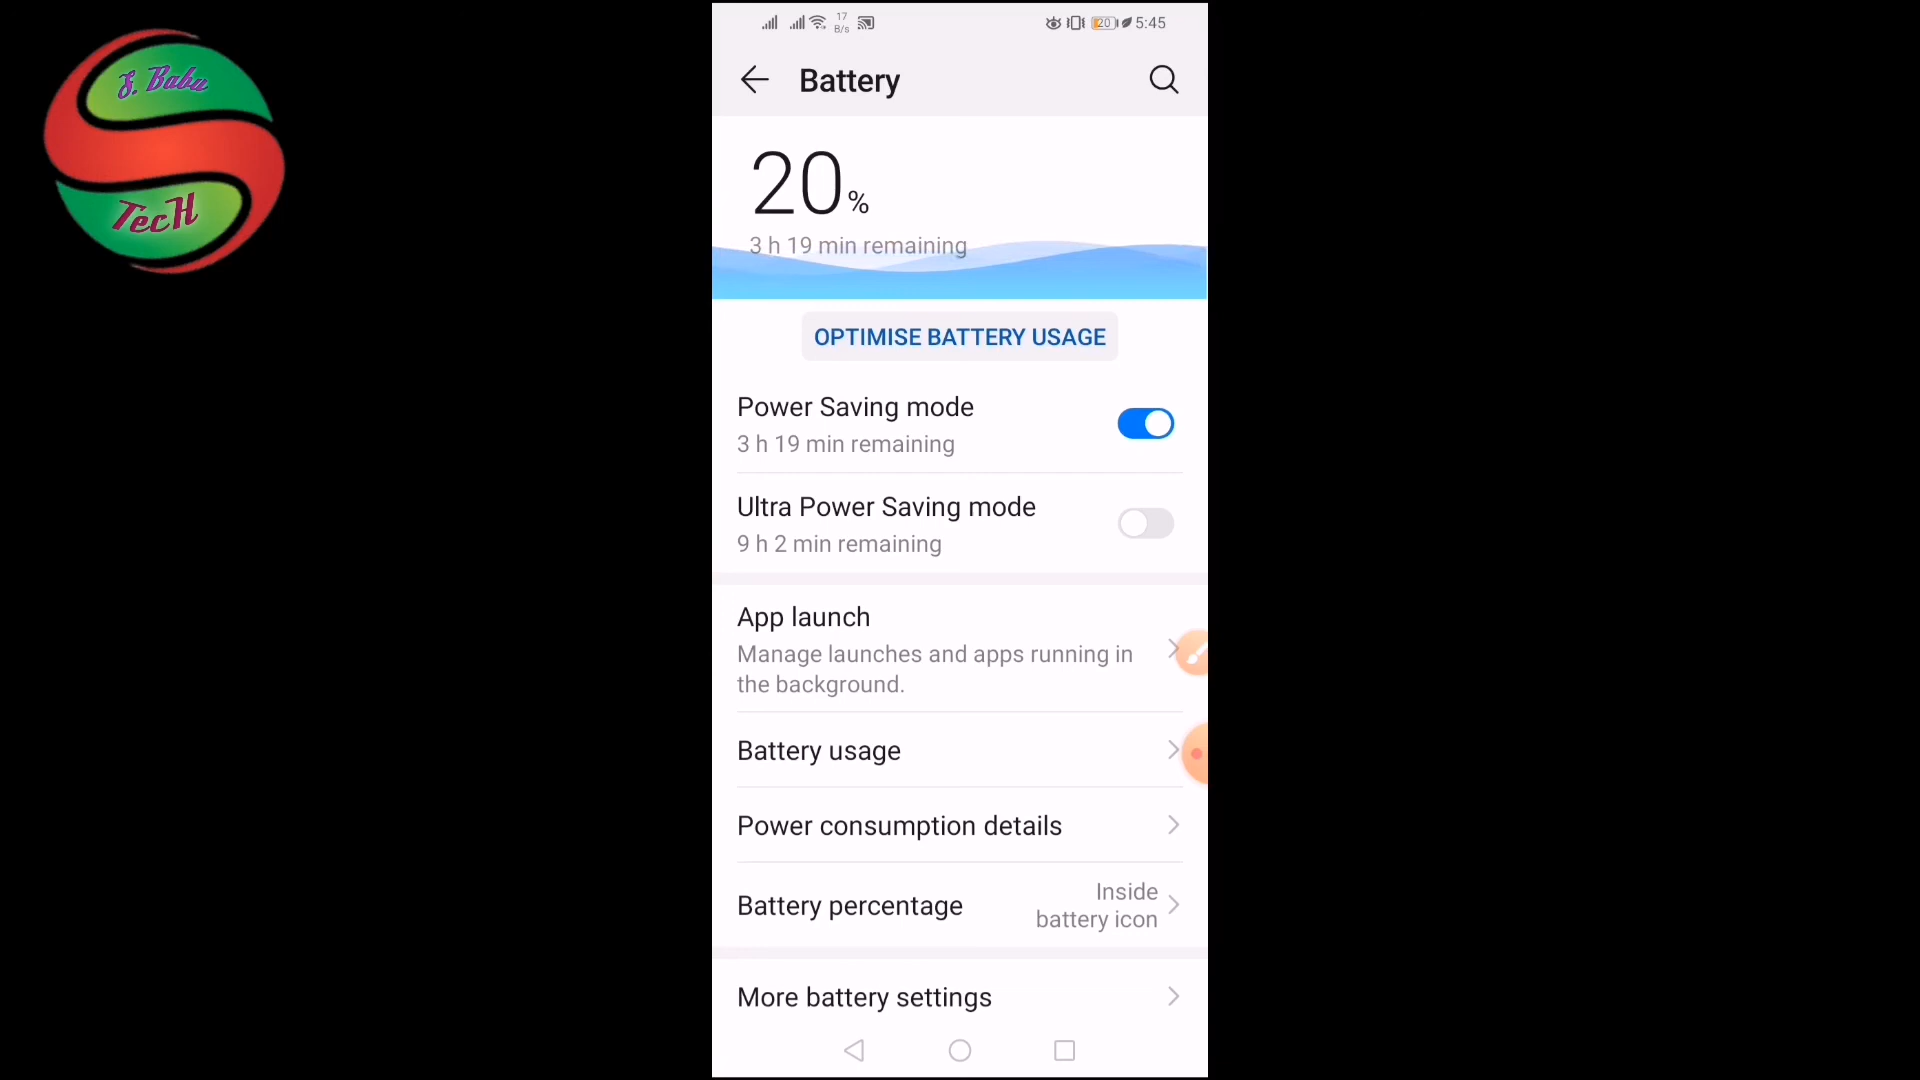 S. Babu
TecH
17
B/s
20
5:45
Battery
20%
3 h 19 min remaining
OPTIMISE BATTERY USAGE
Power Saving mode
3 h 19 min remaining
Ultra Power Saving mode
9 h 2 min remaining
App launch
Manage launches and apps running in
the background.
Battery usage
Power consumption details
Battery percentage
Inside
battery icon
More battery settings